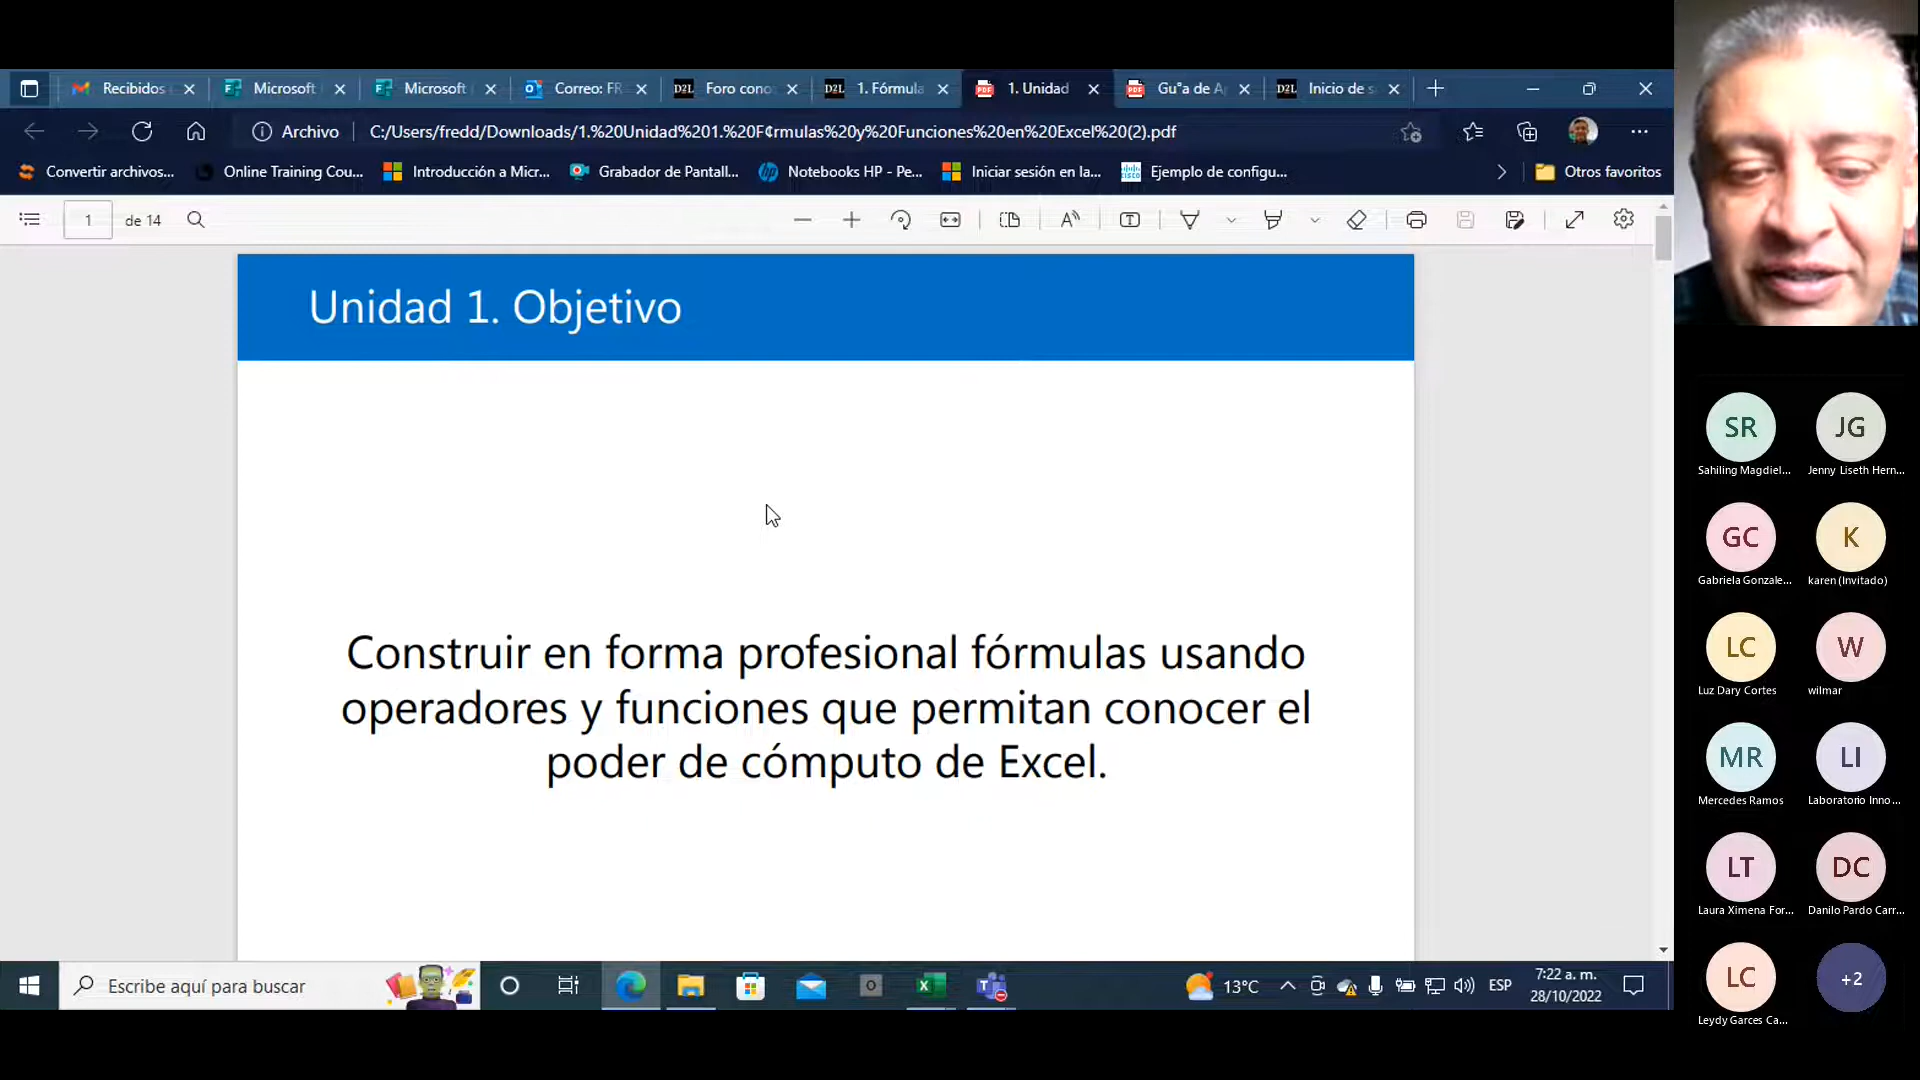 Recibidos
Microsoft
Microsoft
Correo: FR
D2L Foro cono
D2L 1. Fórmula
PDF 1. Unidad
PDF Gu°a de A
D2L Inicio de s
Archivo
C:/Users/fredd/Downloads/1.%20Unidad%201.%20F¢rmulas%20y%20Funciones%20en%20Excel%20(2).pdf
Convertir archivos...
Online Training Cou...
Introducción a Micr...
Grabador de Pantall...
Notebooks HP - Pe...
Iniciar sesión en la...
Ejemplo de configu...
Otros favoritos
1 de 14
Unidad 1. Objetivo
Construir en forma profesional fórmulas usando
operadores y funciones que permitan conocer el
poder de cómputo de Excel.
Escribe aquí para buscar
13°C
ESP
7:22 a. m.
28/10/2022
SR
Sahiling Magdiel...
JG
Jenny Liseth Hern...
GC
Gabriela Gonzale...
K
karen (Invitado)
LC
Luz Dary Cortes
W
wilmar
MR
Mercedes Ramos
LI
Laboratorio Inno...
LT
Laura Ximena For...
DC
Danilo Pardo Carr...
LC
Leydy Garces Ca...
+2